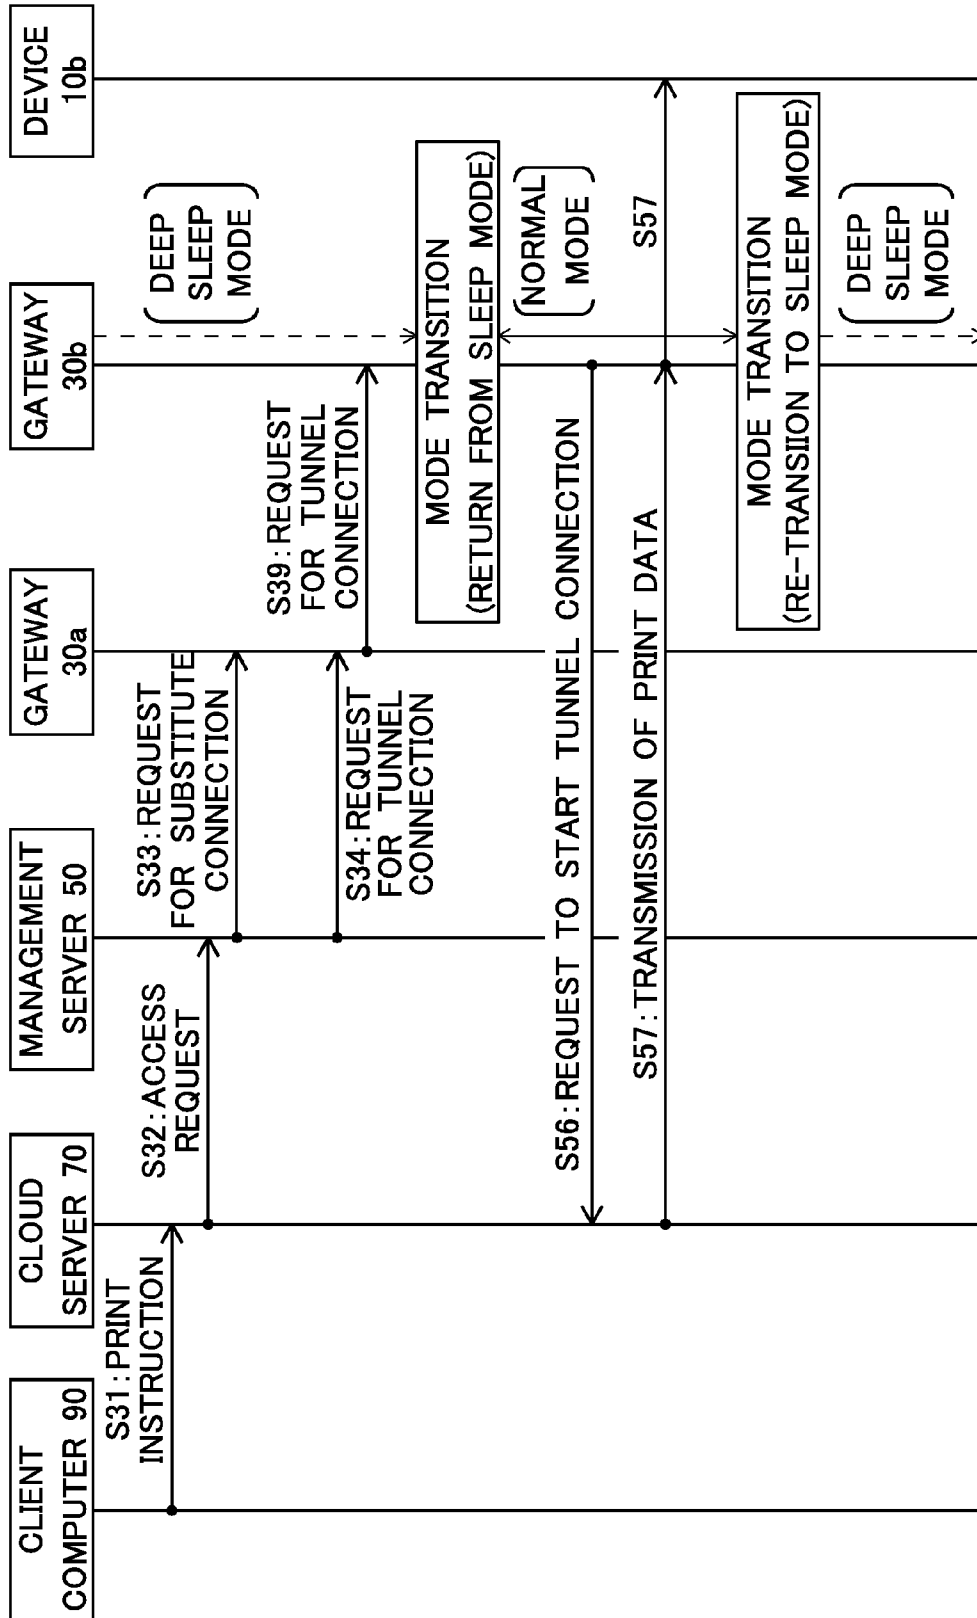 CLIENT
COMPUTER 90
CLOUD
SERVER 70
MANAGEMENT
SERVER 50
GATEWAY
30a
GATEWAY
30b
DEVICE
10b
S31:PRINT
INSTRUCTION
S32:ACCESS
REQUEST
S33:REQUEST
FOR SUBSTITUTE
CONNECTION
DEEP
SLEEP
MODE
S34:REQUEST
FOR TUNNEL
CONNECTION
S39:REQUEST
FOR TUNNEL
CONNECTION
MODE TRANSITION
(RETURN FROM SLEEP MODE)
NORMAL
MODE
S56:REQUEST TO START TUNNEL CONNECTION
S57:TRANSMISSION OF PRINT DATA
S57
MODE TRANSITION
(RE-TRANSIION TO SLEEP MODE)
DEEP
SLEEP
MODE